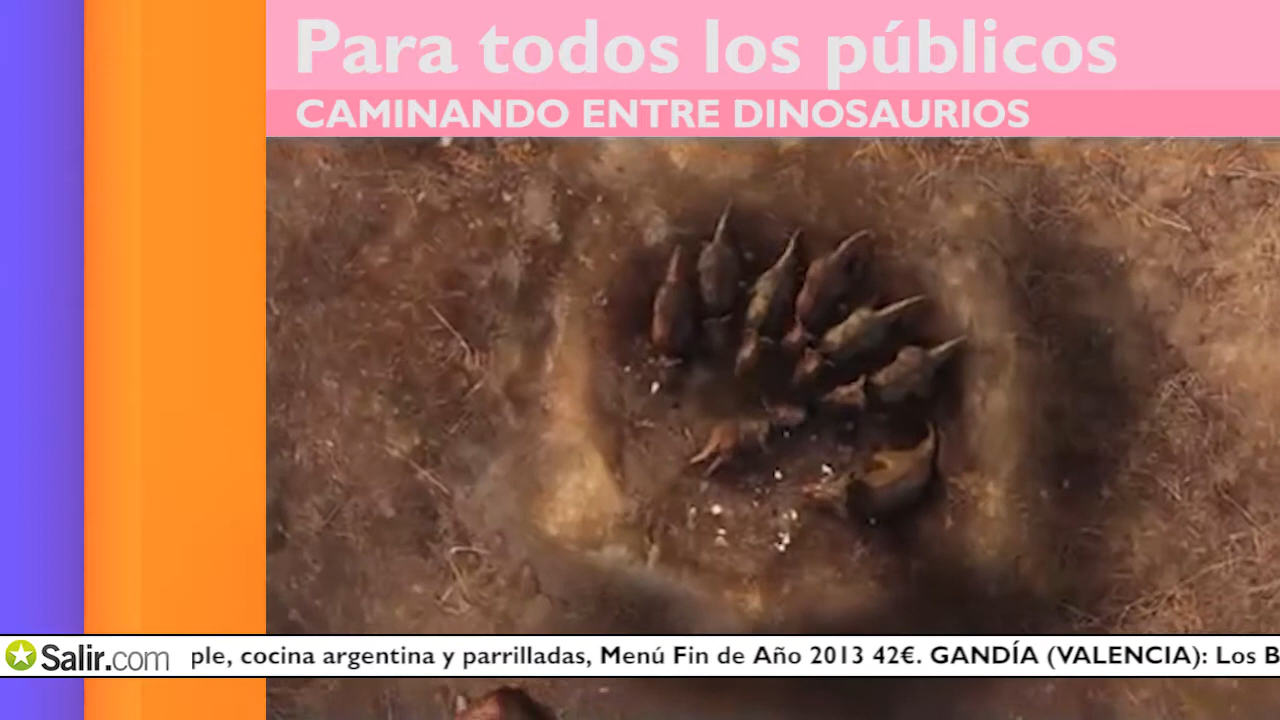 Para todos los públicos
CAMINANDO ENTRE DINOSAURIOS
Salir.com ple, cocina argentina y parrilladas, Menú Fin de Año 2013 42€. GANDÍA (VALENCIA): Los B